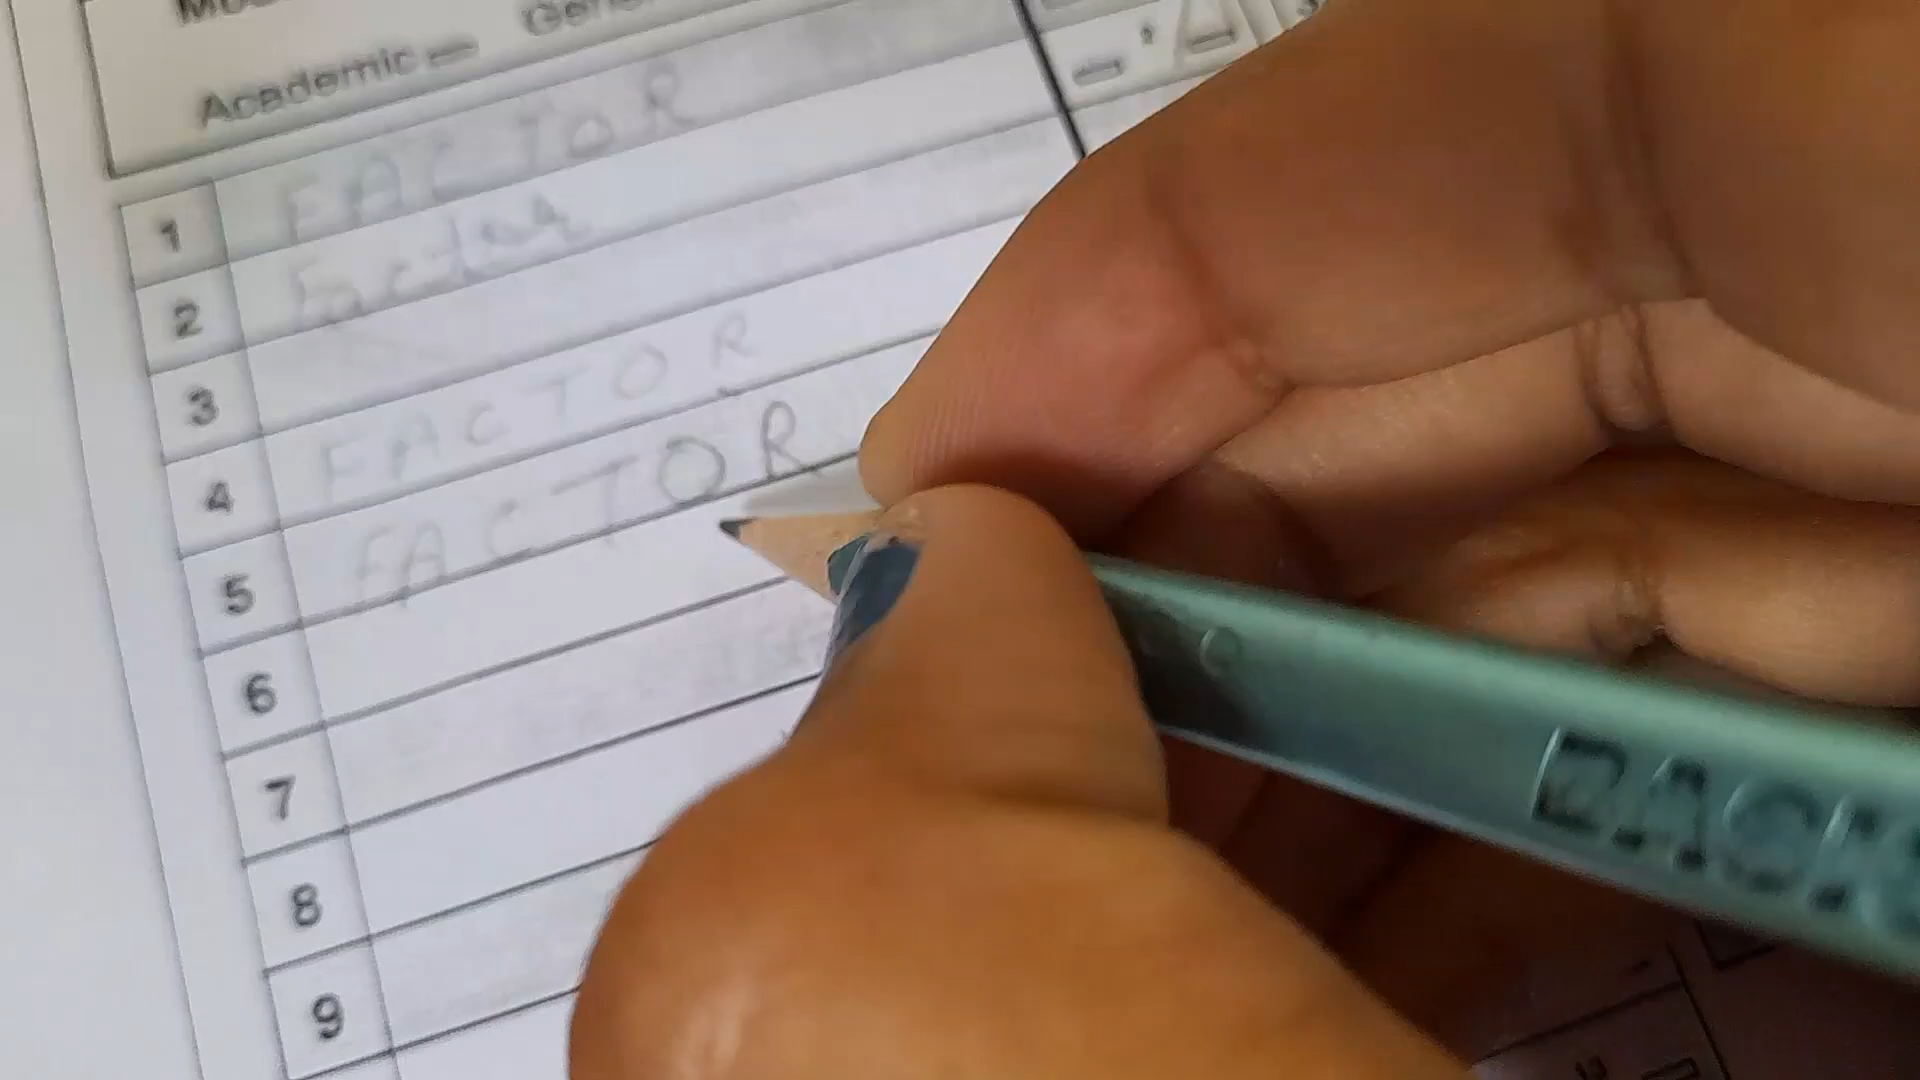 Academic
1 FACTOR
2 Factor
3
4 FACTOR
5 FACTOR
6
7
8
9